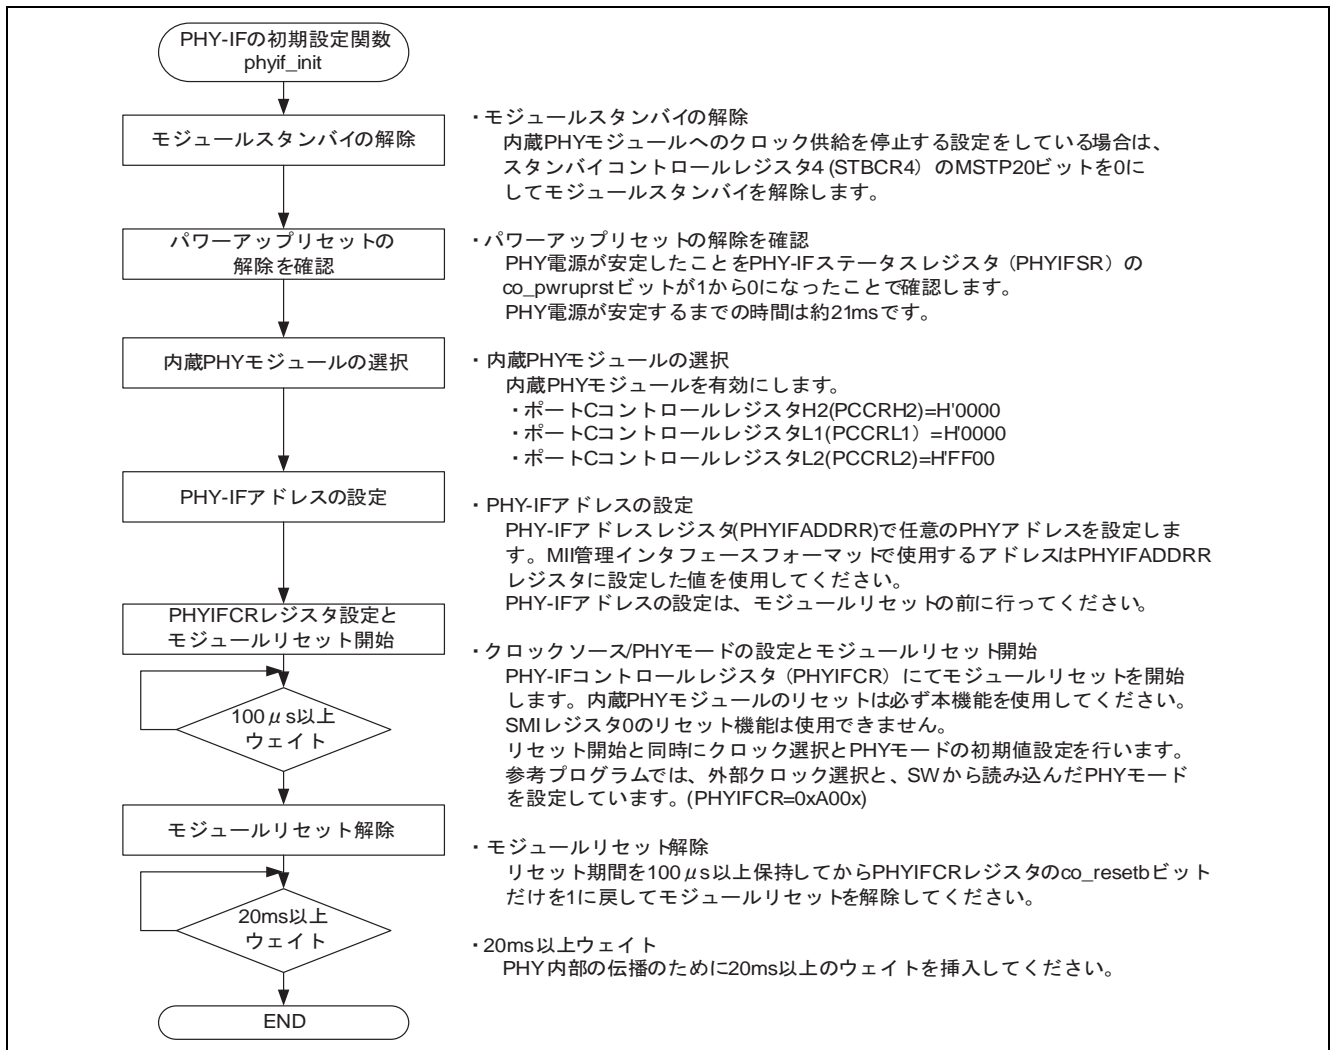 PHY-IFの初期設定関数
phyif_init
モジュールスタンバイの解除
・モジュールスタンバイの解除
内蔵PHYモジュールへのクロック供給を停止する設定をしている場合は、
スタンバイコントロールレジスタ4 (STBCR4）のMSTP20ビットを0に
してモジュールスタンバイを解除します。
パワーアップリセットの
解除を確認
・パワーアップリセットの解除を確認
PHY電源が安定したことをPHY-IFステータスレジスタ（PHYIFSR）の
co_pwruprstビットが1から0になったことで確認します。
PHY電源が安定するまでの時間は約21msです。
内蔵PHYモジュールの選択
・内蔵PHYモジュールの選択
内蔵PHYモジュールを有効にします。
・ポートCコントロールレジスタH2(PCCRH2)=H'0000
・ポートCコントロールレジスタL1(PCCRL1）=H'0000
・ポートCコントロールレジスタL2(PCCRL2)=H'FF00
PHY-IFアドレスの設定
・PHY-IFアドレスの設定
PHY-IFアドレスレジスタ(PHYIFADDRR)で任意のPHYアドレスを設定しま
す。MII管理インタフェースフォーマットで使用するアドレスはPHYIFADDRR
レジスタに設定した値を使用してください。
PHY-IFアドレスの設定は、モジュールリセットの前に行ってください。
PHYIFCRレジスタ設定と
モジュールリセット開始
・クロックソース/PHYモードの設定とモジュールリセット開始
PHY-IFコントロールレジスタ（PHYIFCR）にてモジュールリセットを開始
します。内蔵PHYモジュールのリセットは必ず本機能を使用してください。
SMIレジスタ0のリセット機能は使用できません。
リセット開始と同時にクロック選択とPHYモードの初期値設定を行います。
参考プログラムでは、外部クロック選択と、SWから読み込んだPHYモード
を設定しています。(PHYIFCR=0xA00x)
100μs以上
ウェイト
モジュールリセット解除
・モジュールリセット解除
リセット期間を100μs以上保持してからPHYIFCRレジスタのco_resetbビット
だけを1に戻してモジュールリセットを解除してください。
20ms以上
ウェイト
・20ms以上ウェイト
PHY内部の伝播のために20ms以上のウェイトを挿入してください。
END